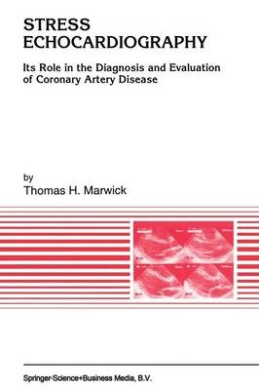 STRESS
ECHOCARDIOGRAPHY
Its Role in the Diagnosis and Evaluation
of Coronary Artery Disease
by
Thomas H. Marwick
Springer-Science+Business Media, B.V.